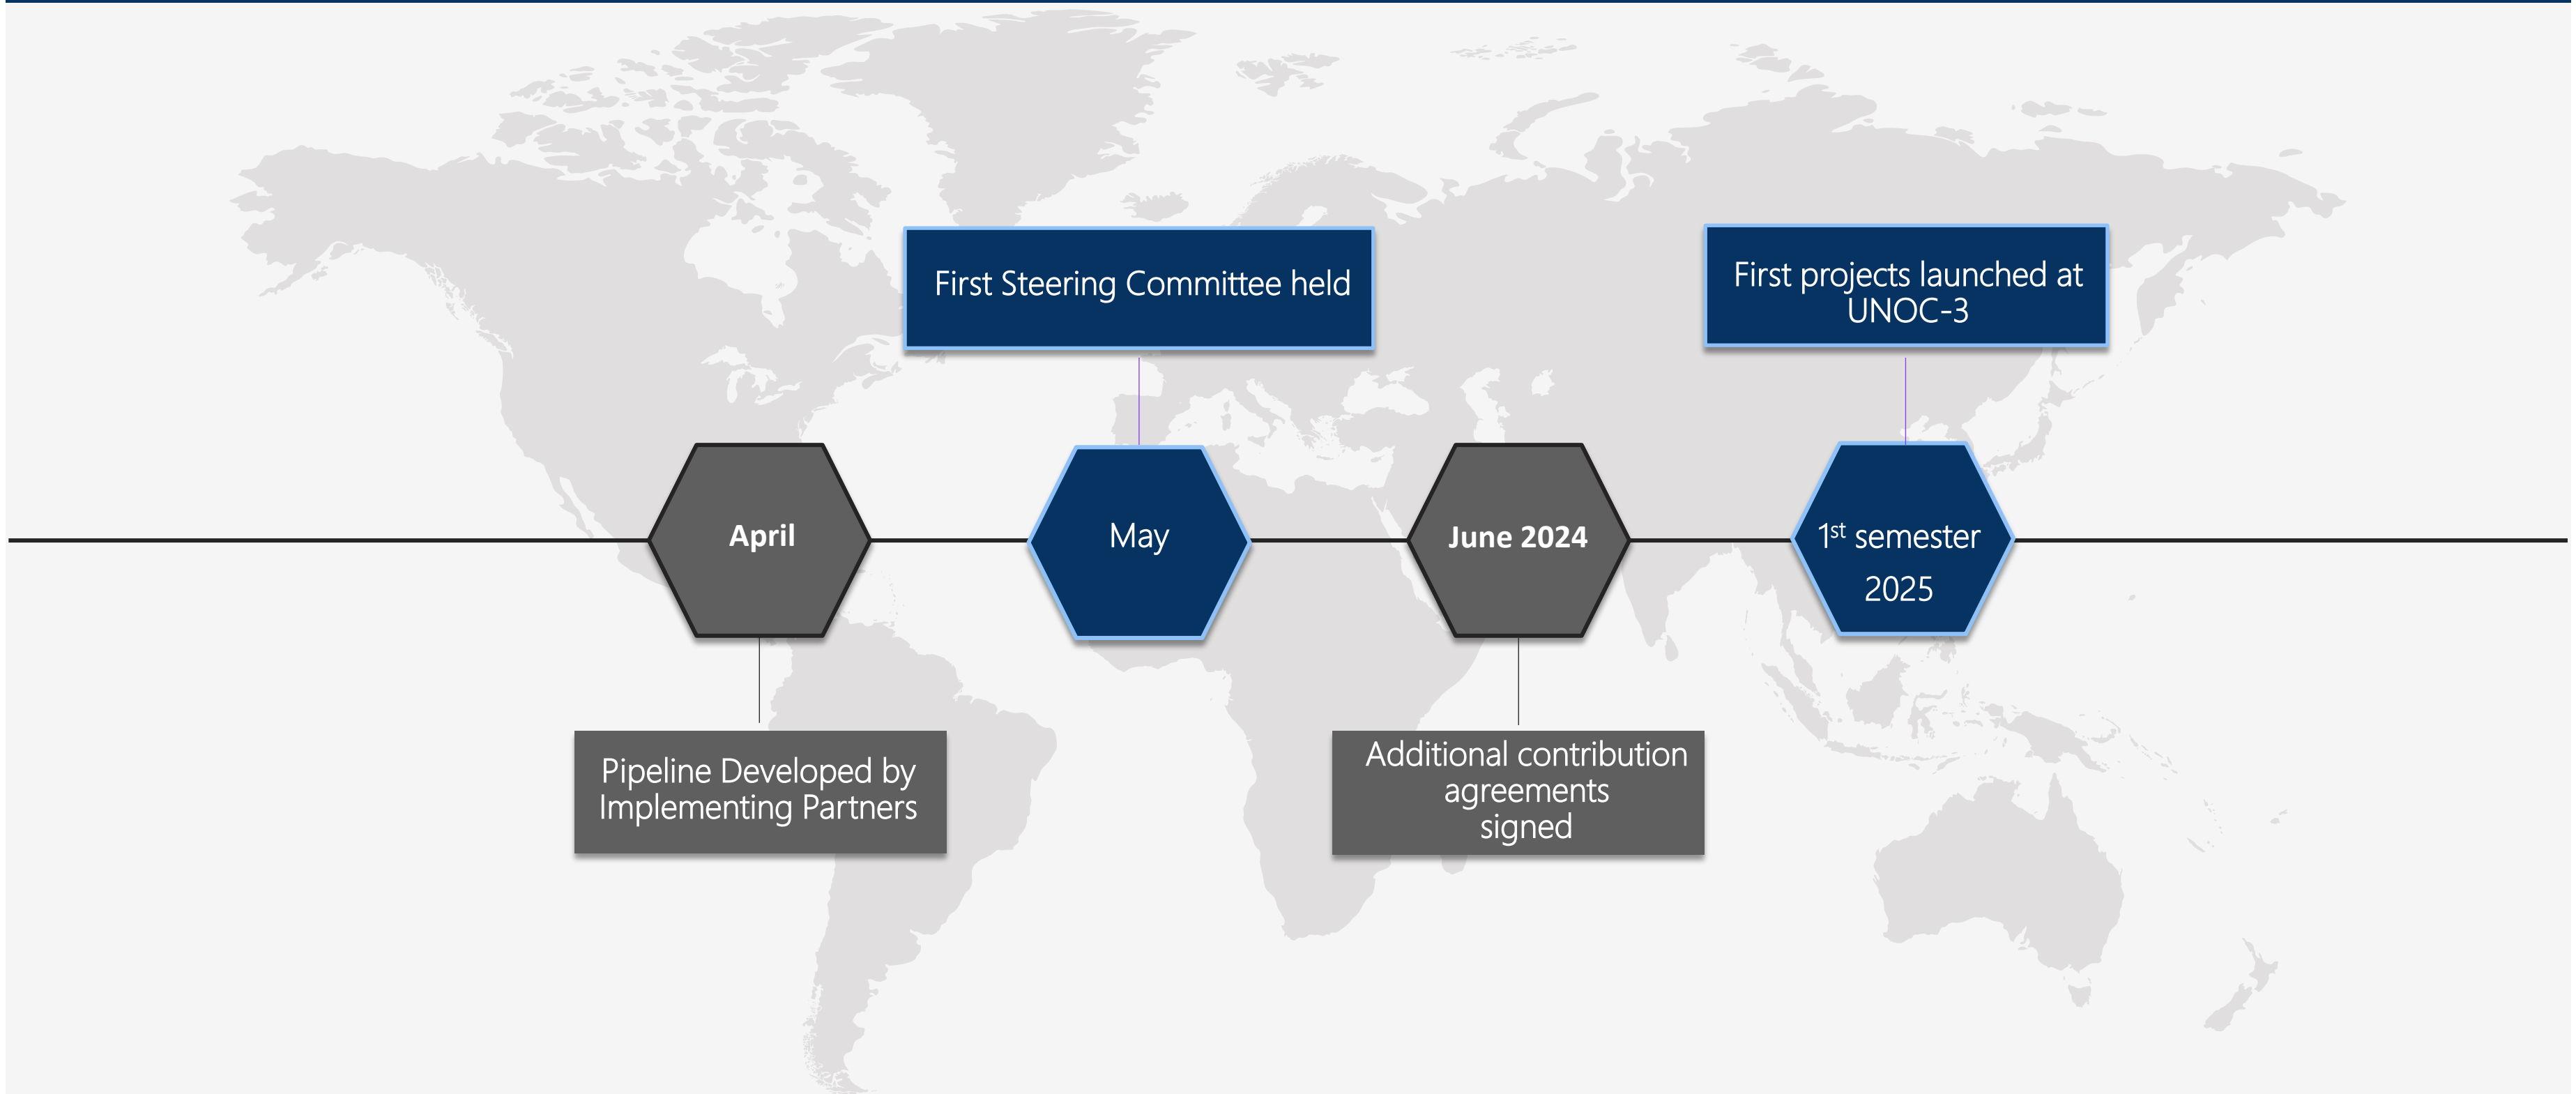 First Steering Committee held
First projects launched at
UNOC-3
April
May
June 2024
1st semester
2025
Pipeline Developed by
Implementing Partners
Additional contribution
agreements
signed